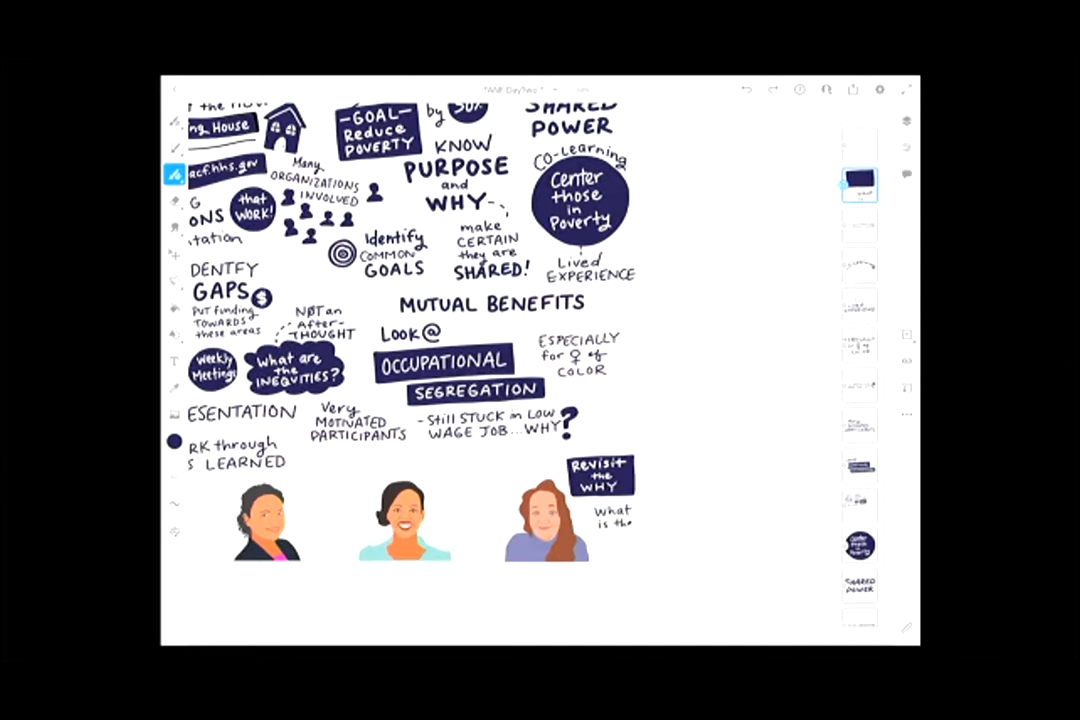 TANF DayTwo
ng House
acf.hhs.gov
-GOAL-
Reduce
POVERTY
by 50%
SHARED
POWER
KNOW
PURPOSE
and
WHY
make
CERTAIN
they are
SHARED!
CO-Learning
Center
those
in
Poverty
Lived
EXPERIENCE
Many
ORGANIZATIONS
INVOLVED
G
ONS
that
WORK!
tation
Identify
COMMON
GOALS
DENTFY
GAPS
$
PUT funding
TOWARDS
these areas
NOT an
AFter-
THOUGHT
MUTUAL BENEFITS
Look@
OCCUPATIONAL
SEGREGATION
ESPECIALLY
for ♀ of
COLOR
Weekly
Meetings
What are
the
INEQUITIES?
ESENTATION
Very
MOTIVATED
PARTICIPANTS
- Still STUCK in LOW
WAGE JOB...WHY?
RK through
S LEARNED
Revisit
the
WHY
What
is the